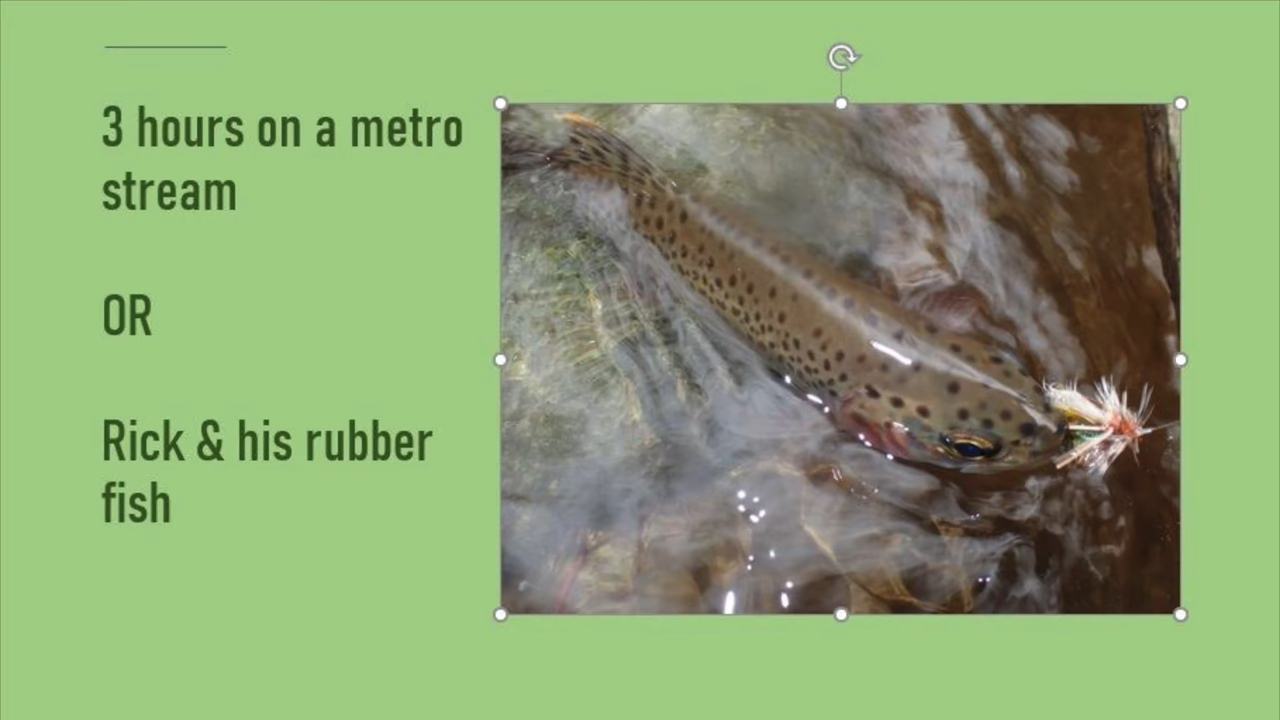 3 hours on a metro
stream
OR
Rick & his rubber
fish